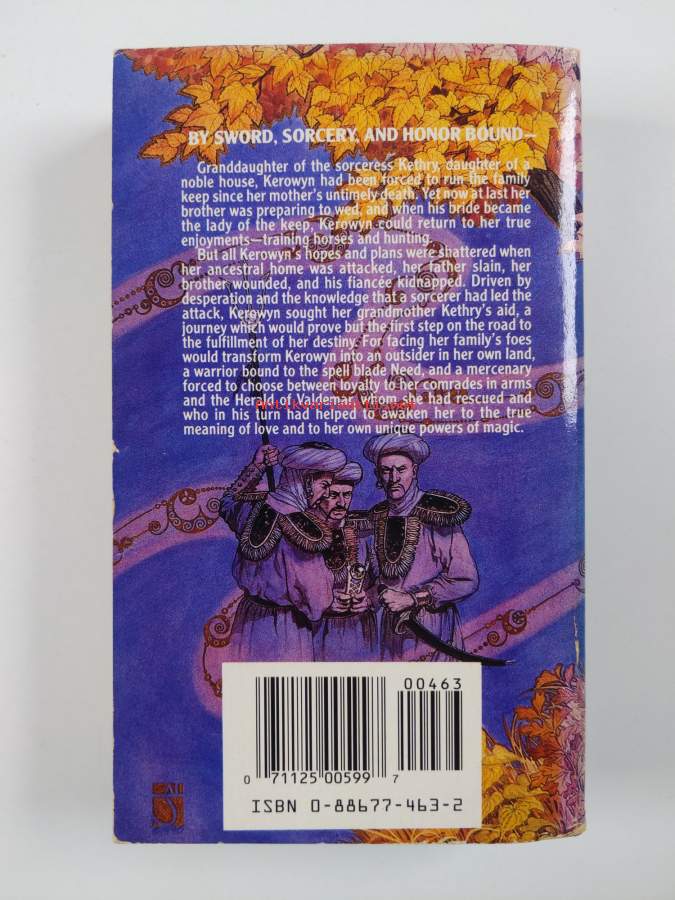 BY SWORD, SORCERY, AND HONOR BOUND—
Granddaughter of the sorceress Kethry, daughter of a
noble house, Kerowyn had been forced to run the family
keep since her mother's untimely death. Yet now at last her
brother was preparing to wed, and when his bride became
the lady of the keep, Kerowyn could return to her true
enjoyments—training horses and hunting.
But all Kerowyn's hopes and plans were shattered when
her ancestral home was attacked, her father slain, her
brother wounded, and his fiancée kidnapped. Driven by
desperation and the knowledge that a sorcerer had led the
attack, Kerowyn sought her grandmother Kethry's aid, a
journey which would prove but the first step on the road to
the fulfillment of her destiny. For facing her family's foes
would transform Kerowyn into an outsider in her own land,
a warrior bound to the spell blade Need, and a mercenary
forced to choose between loyalty to her comrades in arms
and the Herald of Valdemar whom she had rescued and
who in his turn had helped to awaken her to the true
meaning of love and to her own unique powers of magic.
00463
0 71125 00599 7
ISBN 0-88677-463-2